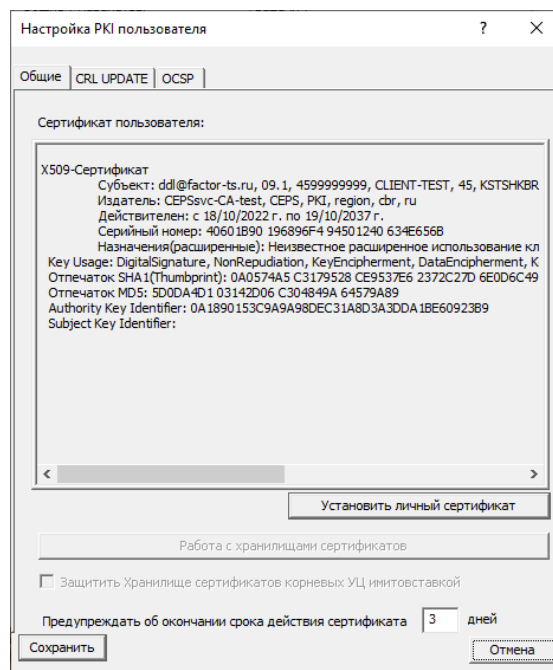 Настройка PKI пользователя
?
Общие CRL UPDATE OCSP
Сертификат пользователя:
X509-Сертификат
Субъект: ddl@factor-ts.ru, 09.1, 4599999999, CLIENT-TEST, 45, KSTSHKBR
Издатель: CEPSsvc-CA-test, CEPS, PKI, region, cbr, ru
Действителен: с 18/10/2022 г. по 19/10/2037 г.
Серийный номер: 40601B90 196896F4 94501240 634E656B
Назначения(расширенные): Неизвестное расширенное использование кл
Key Usage: DigitalSignature, NonRepudiation, KeyEncipherment, DataEncipherment, K
Отпечаток SHA1(Thumbprint): 0A0574A5 C3179528 CE9537E6 2372C27D 6E0D6C49
Отпечаток MD5: 5D0DA4D1 03142D06 C304849A 64579A89
Authority Key Identifier: 0A1890153C9A9A98DEC31A8D3A3DDA1BE60923B9
Subject Key Identifier:
Установить личный сертификат
Работа с хранилищами сертификатов
Защитить Хранилище сертификатов корневых УЦ имитовставкой
Предупреждать об окончании срока действия сертификата 3 дней
Сохранить Отмена